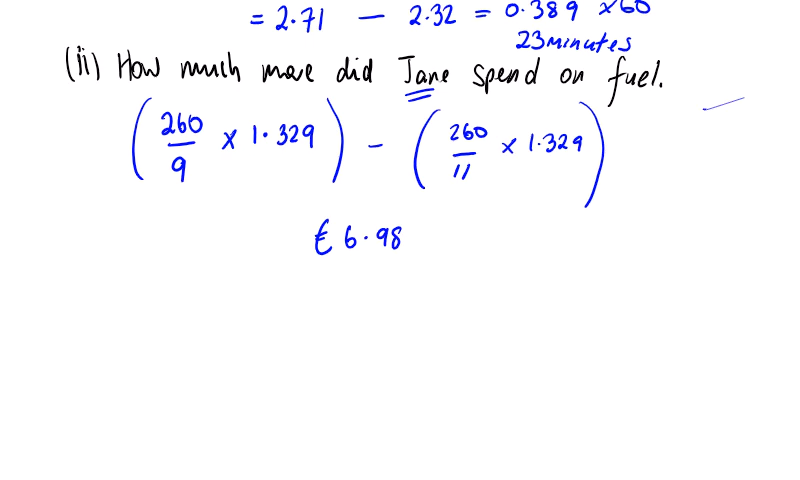 = 2.71 — 2.32 = 0.389 x60
23minutes
(ii) How much more did Jane spend on fuel.
(260/9 x 1.329) - (260/11 x 1.329)
€ 6.98